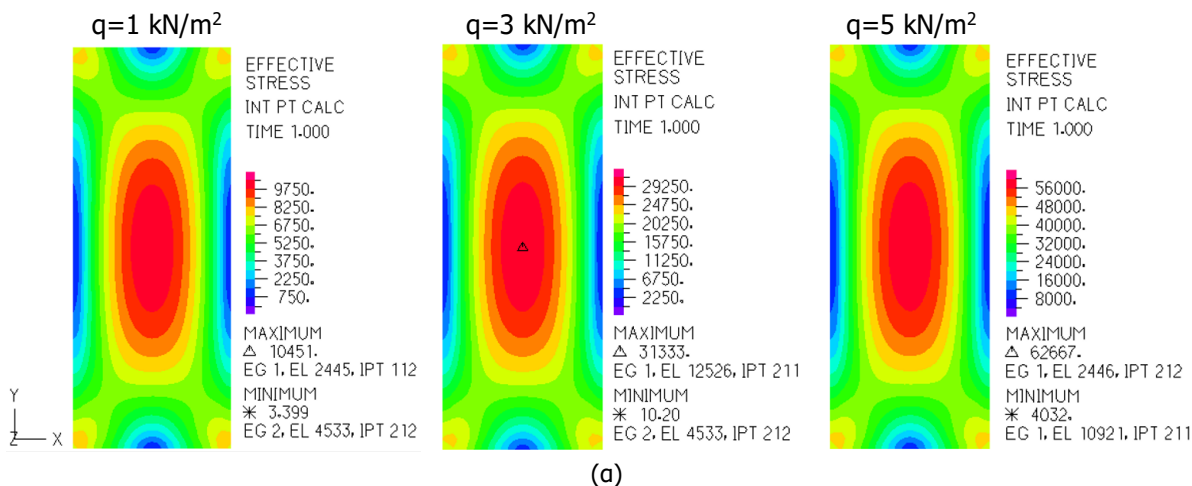 q=1 kN/m²
EFFECTIVE
STRESS
INT PT CALC
TIME 1.000
9750.
8250.
6750.
5250.
3750.
2250.
750.
MAXIMUM
△ 10451.
EG 1, EL 2445, IPT 112
MINIMUM
✳ 3.399
EG 2, EL 4533, IPT 212
Y
Z X
q=3 kN/m²
EFFECTIVE
STRESS
INT PT CALC
TIME 1.000
29250.
24750.
20250.
15750.
11250.
6750.
2250.
MAXIMUM
△ 31333.
EG 1, EL 12526, IPT 211
MINIMUM
✳ 10.20
EG 2, EL 4533, IPT 212
q=5 kN/m²
EFFECTIVE
STRESS
INT PT CALC
TIME 1.000
56000.
48000.
40000.
32000.
24000.
16000.
8000.
MAXIMUM
△ 62667.
EG 1, EL 2446, IPT 212
MINIMUM
✳ 4032.
EG 1, EL 10921, IPT 211
(a)